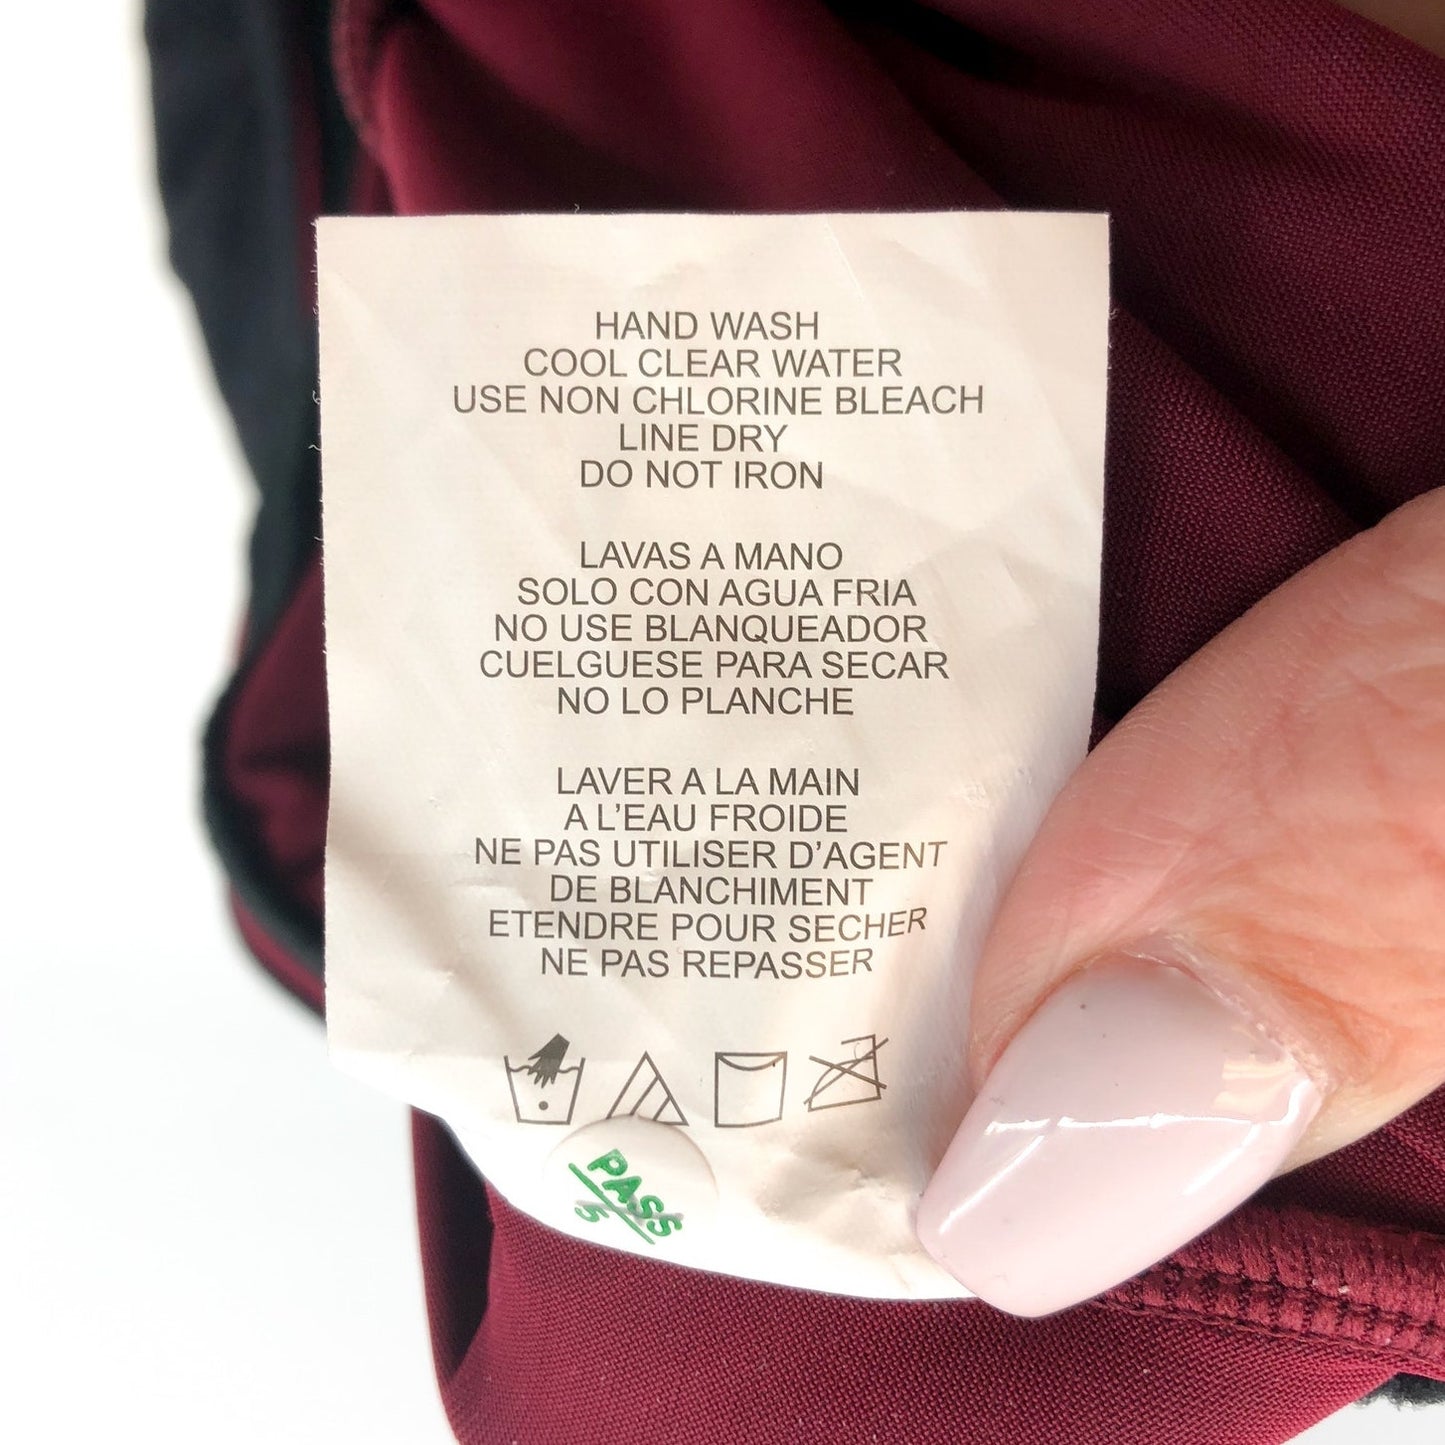 HAND WASH
COOL CLEAR WATER
USE NON CHLORINE BLEACH
LINE DRY
DO NOT IRON
LAVAS A MANO
SOLO CON AGUA FRIA
NO USE BLANQUEADOR
CUELGUESE PARA SECAR
NO LO PLANCHE
LAVER A LA MAIN
A L'EAU FROIDE
NE PAS UTILISER D'AGENT
DE BLANCHIMENT
ETENDRE POUR SECHER
NE PAS REPASSER
PASS
5